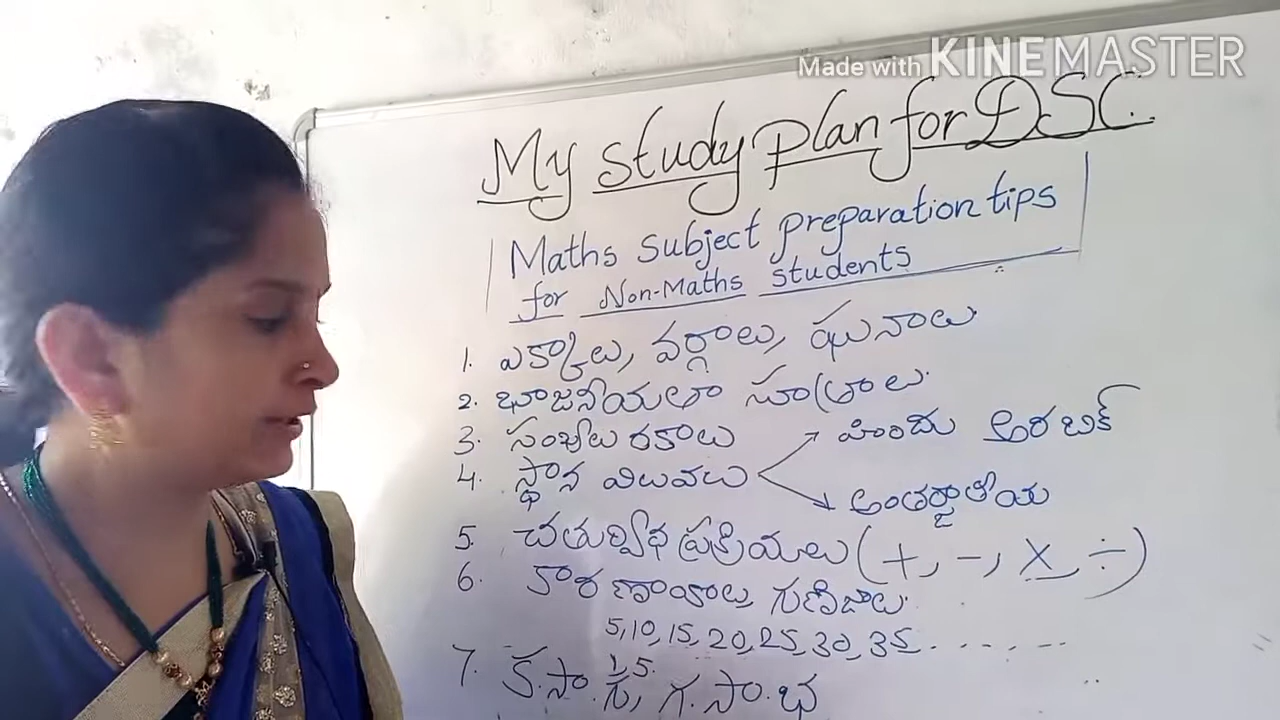 Made with KINEMASTER
My study plan for DSC.
Maths subject preparation tips
for Non-Maths students
1. ఎక్కాలు, వర్గాలు, ఘనాలు
2. భాజనీయతా సూత్రాలు.
3. సంఖ్యలు రకాలు
4. స్థాన విలువలు హిందు అరబిక్
అంతర్జాతీయ
5. చతుర్విధ ప్రక్రియలు (+, -, ×, ÷)
6. కారణాంకాలు, గుణిజాలు.
5, 10, 15, 20, 25, 30, 35 . . . . . .
1, 5.
7. క.సా.గు, గ.సా.భ